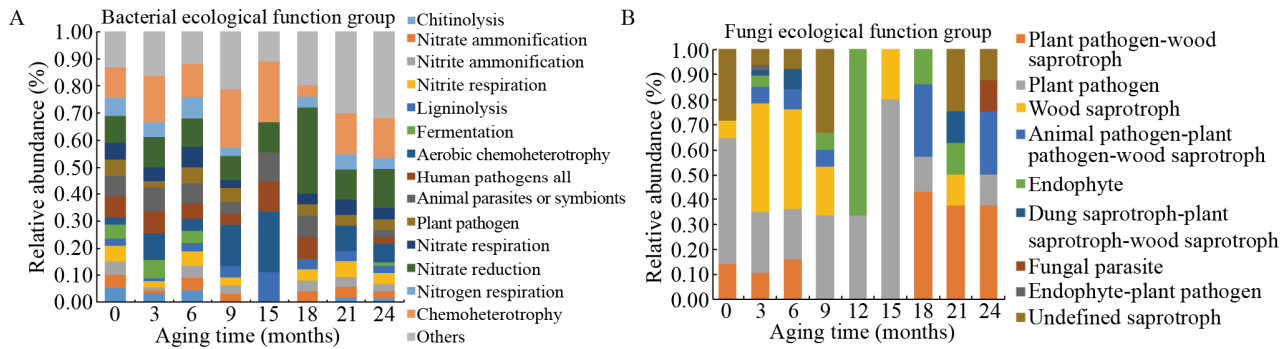 A
Bacterial ecological function group
Relative abundance (%)
1.00
0.90
0.80
0.70
0.60
0.50
0.40
0.30
0.20
0.10
0.00
0 3 6 9 15 18 21 24
Aging time (months)
Chitinolysis
Nitrate ammonification
Nitrite ammonification
Nitrite respiration
Ligninolysis
Fermentation
Aerobic chemoheterotrophy
Human pathogens all
Animal parasites or symbionts
Plant pathogen
Nitrate respiration
Nitrate reduction
Nitrogen respiration
Chemoheterotrophy
Others
B
Fungi ecological function group
Relative abundance (%)
1.00
0.90
0.80
0.70
0.60
0.50
0.40
0.30
0.20
0.10
0.00
0 3 6 9 12 15 18 21 24
Aging time (months)
Plant pathogen-wood
saprotroph
Plant pathogen
Wood saprotroph
Animal pathogen-plant
pathogen-wood saprotroph
Endophyte
Dung saprotroph-plant
saprotroph-wood saprotroph
Fungal parasite
Endophyte-plant pathogen
Undefined saprotroph